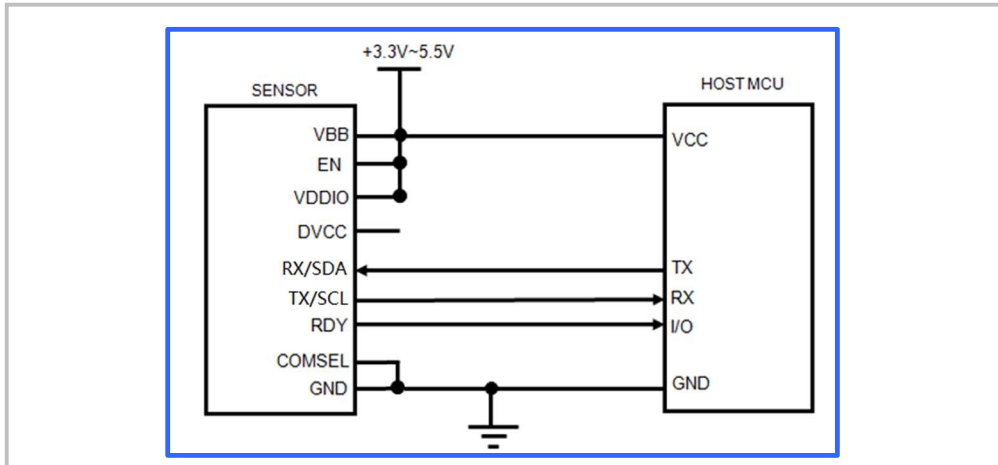 +3.3V~5.5V
SENSOR
HOST MCU
VBB
VCC
EN
VDDIO
DVCC
RX/SDA
TX
TX/SCL
RX
RDY
I/O
COMSEL
GND
GND